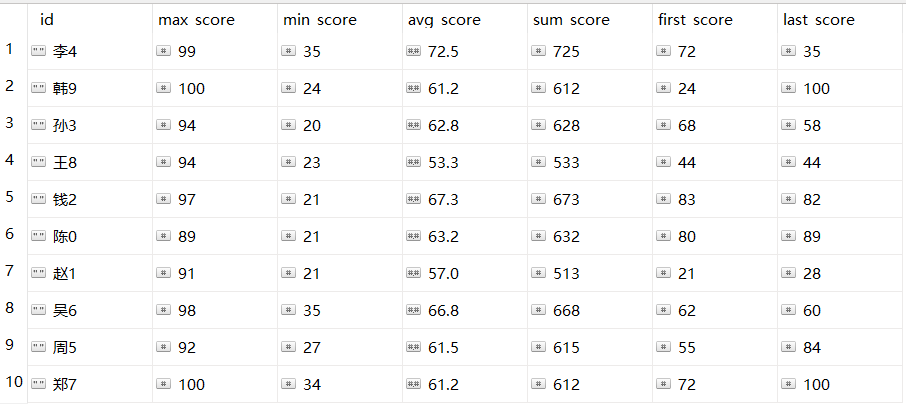 id max score min score avg score sum score first score last score
1 "" 李4 # 99 # 35 #.# 72.5 # 725 # 72 # 35
2 "" 韩9 # 100 # 24 #.# 61.2 # 612 # 24 # 100
3 "" 孙3 # 94 # 20 #.# 62.8 # 628 # 68 # 58
4 "" 王8 # 94 # 23 #.# 53.3 # 533 # 44 # 44
5 "" 钱2 # 97 # 21 #.# 67.3 # 673 # 83 # 82
6 "" 陈0 # 89 # 21 #.# 63.2 # 632 # 80 # 89
7 "" 赵1 # 91 # 21 #.# 57.0 # 513 # 21 # 28
8 "" 吴6 # 98 # 35 #.# 66.8 # 668 # 62 # 60
9 "" 周5 # 92 # 27 #.# 61.5 # 615 # 55 # 84
10 "" 郑7 # 100 # 34 #.# 61.2 # 612 # 72 # 100